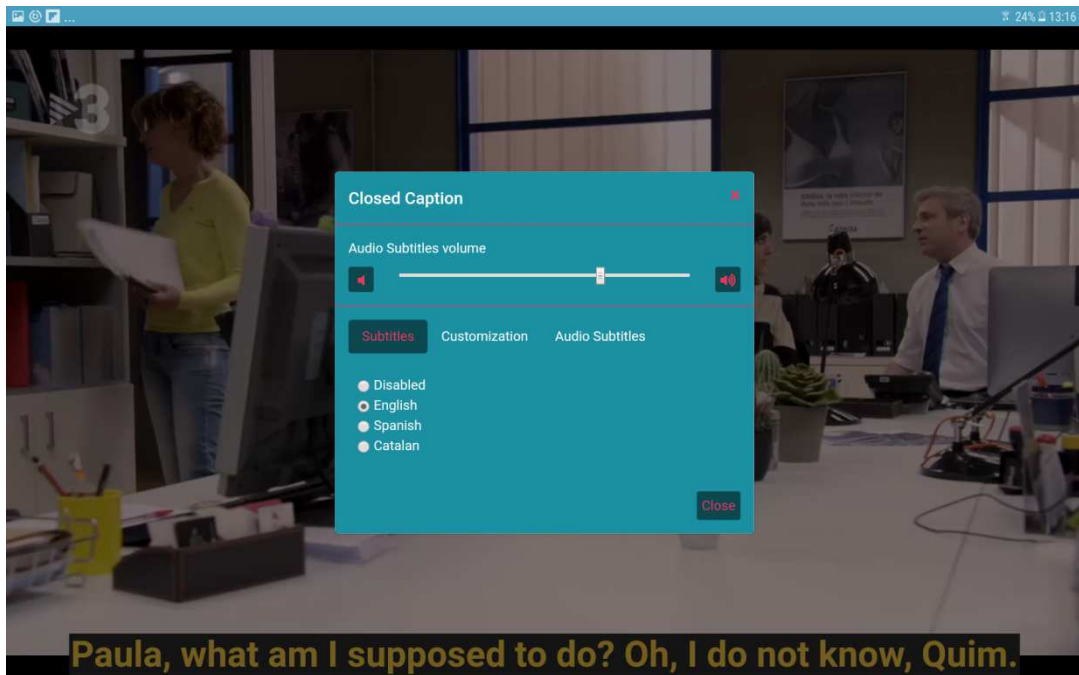 ...
24% 13:16
3
Closed Caption
Audio Subtitles volume
Subtitles Customization Audio Subtitles
Disabled
English
Spanish
Catalan
Close
Paula, what am I supposed to do? Oh, I do not know, Quim.